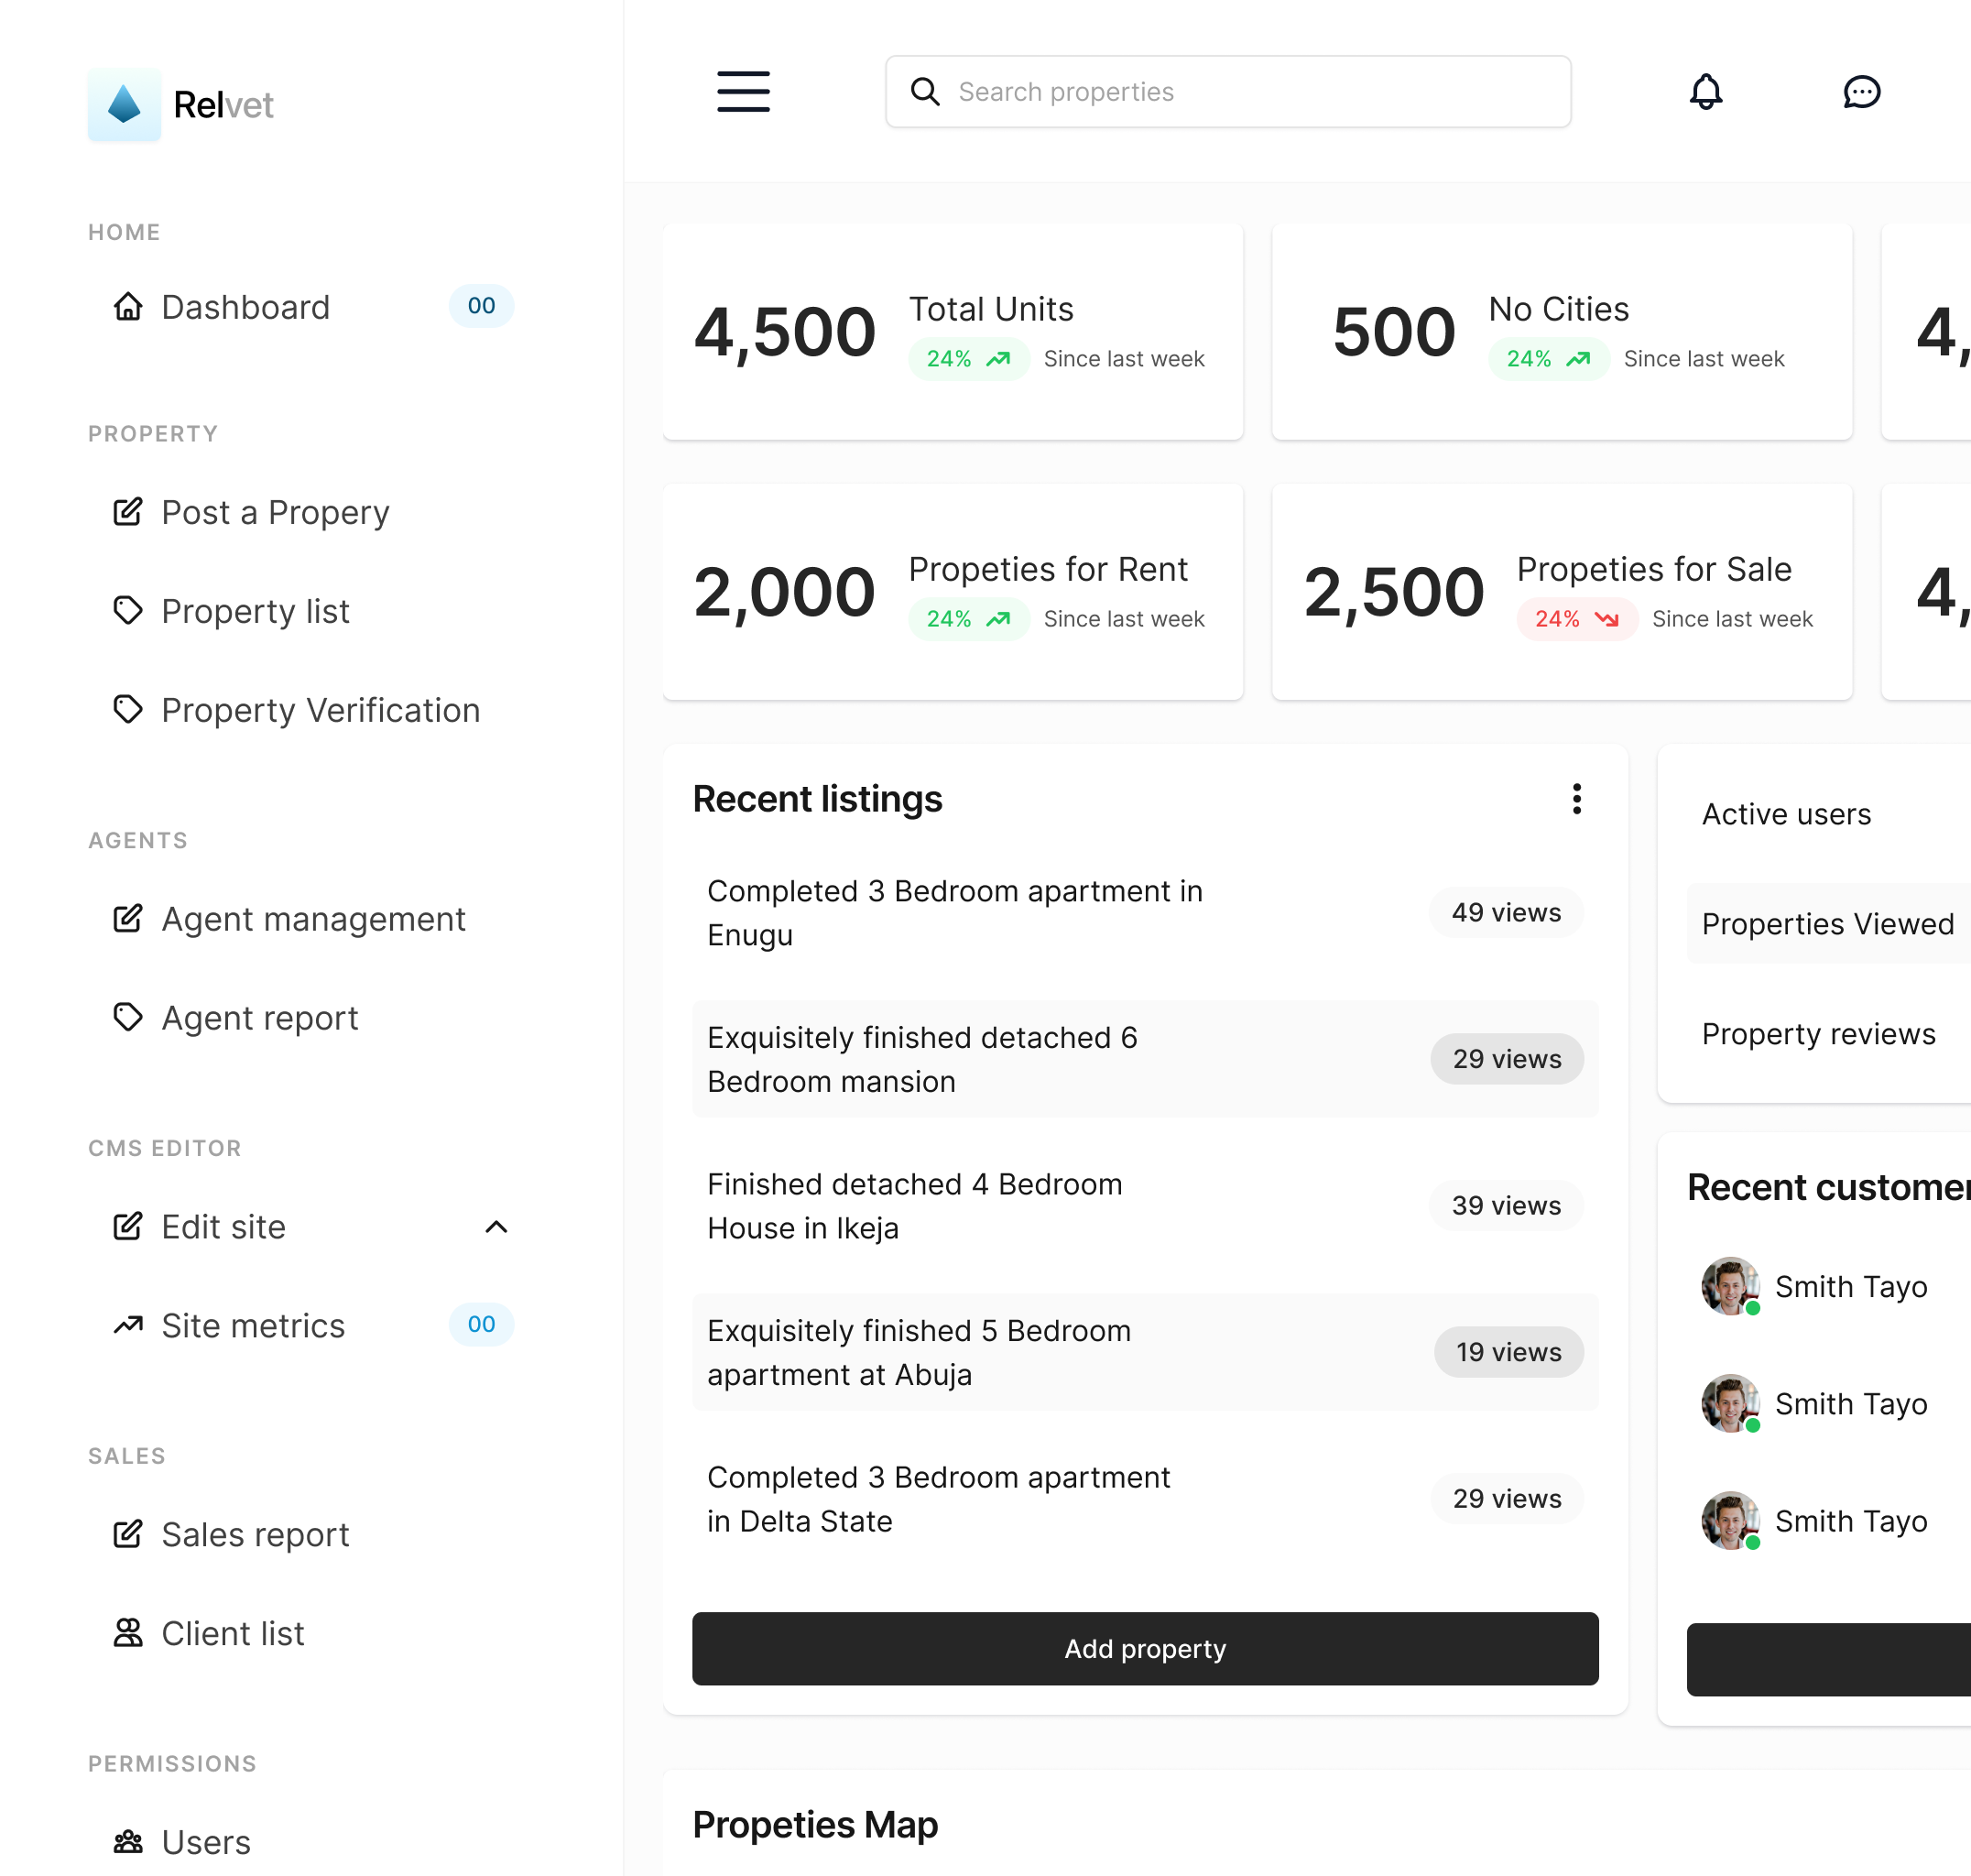 Relvet
HOME
Dashboard 00
PROPERTY
Post a Propery
Property list
Property Verification
AGENTS
Agent management
Agent report
CMS EDITOR
Edit site
Site metrics 00
SALES
Sales report
Client list
PERMISSIONS
Users
Search properties
4,500
Total Units
24% Since last week
500
No Cities
24% Since last week
4,
2,000
Propeties for Rent
24% Since last week
2,500
Propeties for Sale
24% Since last week
4,
Recent listings
Completed 3 Bedroom apartment in
Enugu
49 views
Exquisitely finished detached 6
Bedroom mansion
29 views
Finished detached 4 Bedroom
House in Ikeja
39 views
Exquisitely finished 5 Bedroom
apartment at Abuja
19 views
Completed 3 Bedroom apartment
in Delta State
29 views
Add property
Active users
Properties Viewed
Property reviews
Recent customer
Smith Tayo
Smith Tayo
Smith Tayo
Propeties Map